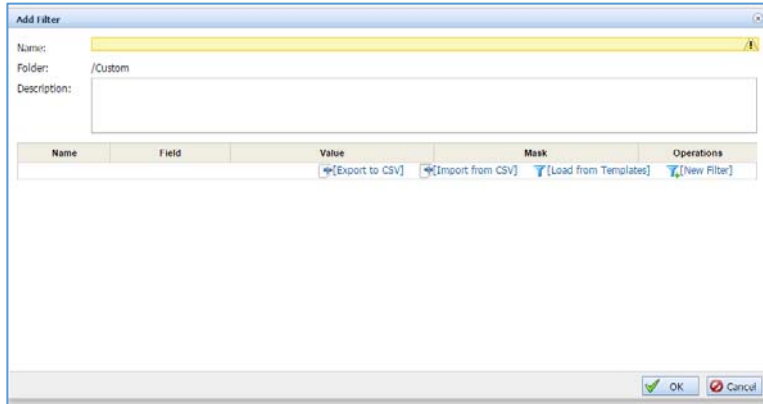 Add Filter
Name:
Folder: /Custom
Description:
Name Field Value Mask Operations
[Export to CSV] [Import from CSV] [Load from Templates] [New Filter]
OK Cancel